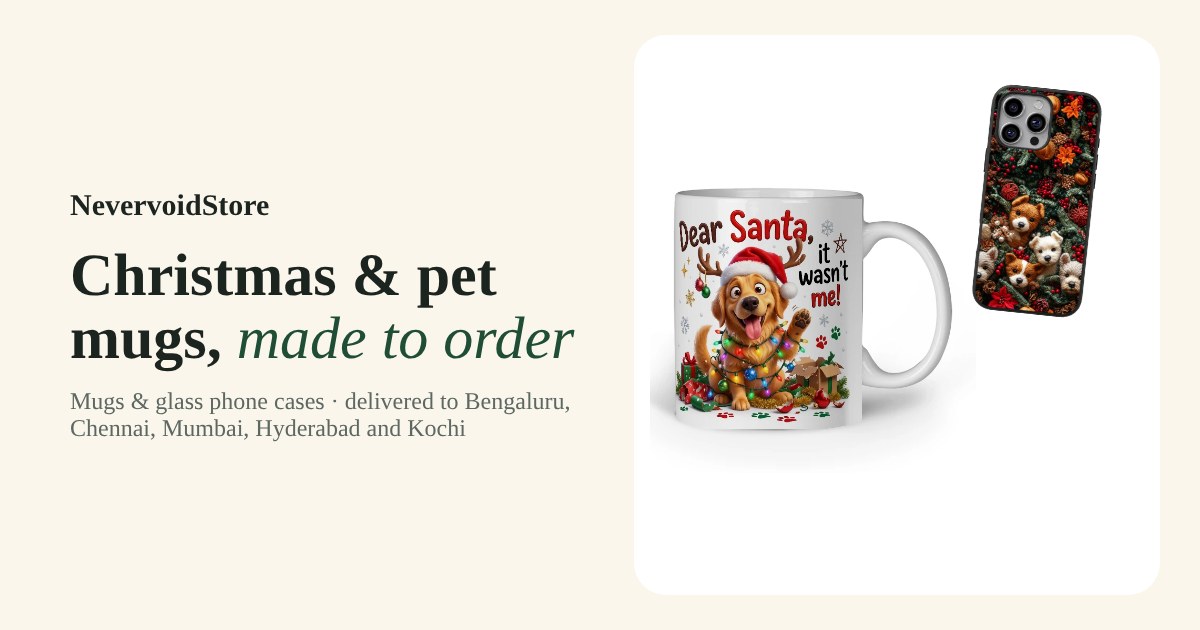 NevervoidStore
Christmas & pet
mugs, made to order
Mugs & glass phone cases · delivered to Bengaluru,
Chennai, Mumbai, Hyderabad and Kochi
Dear Santa,
it
wasn't
me!